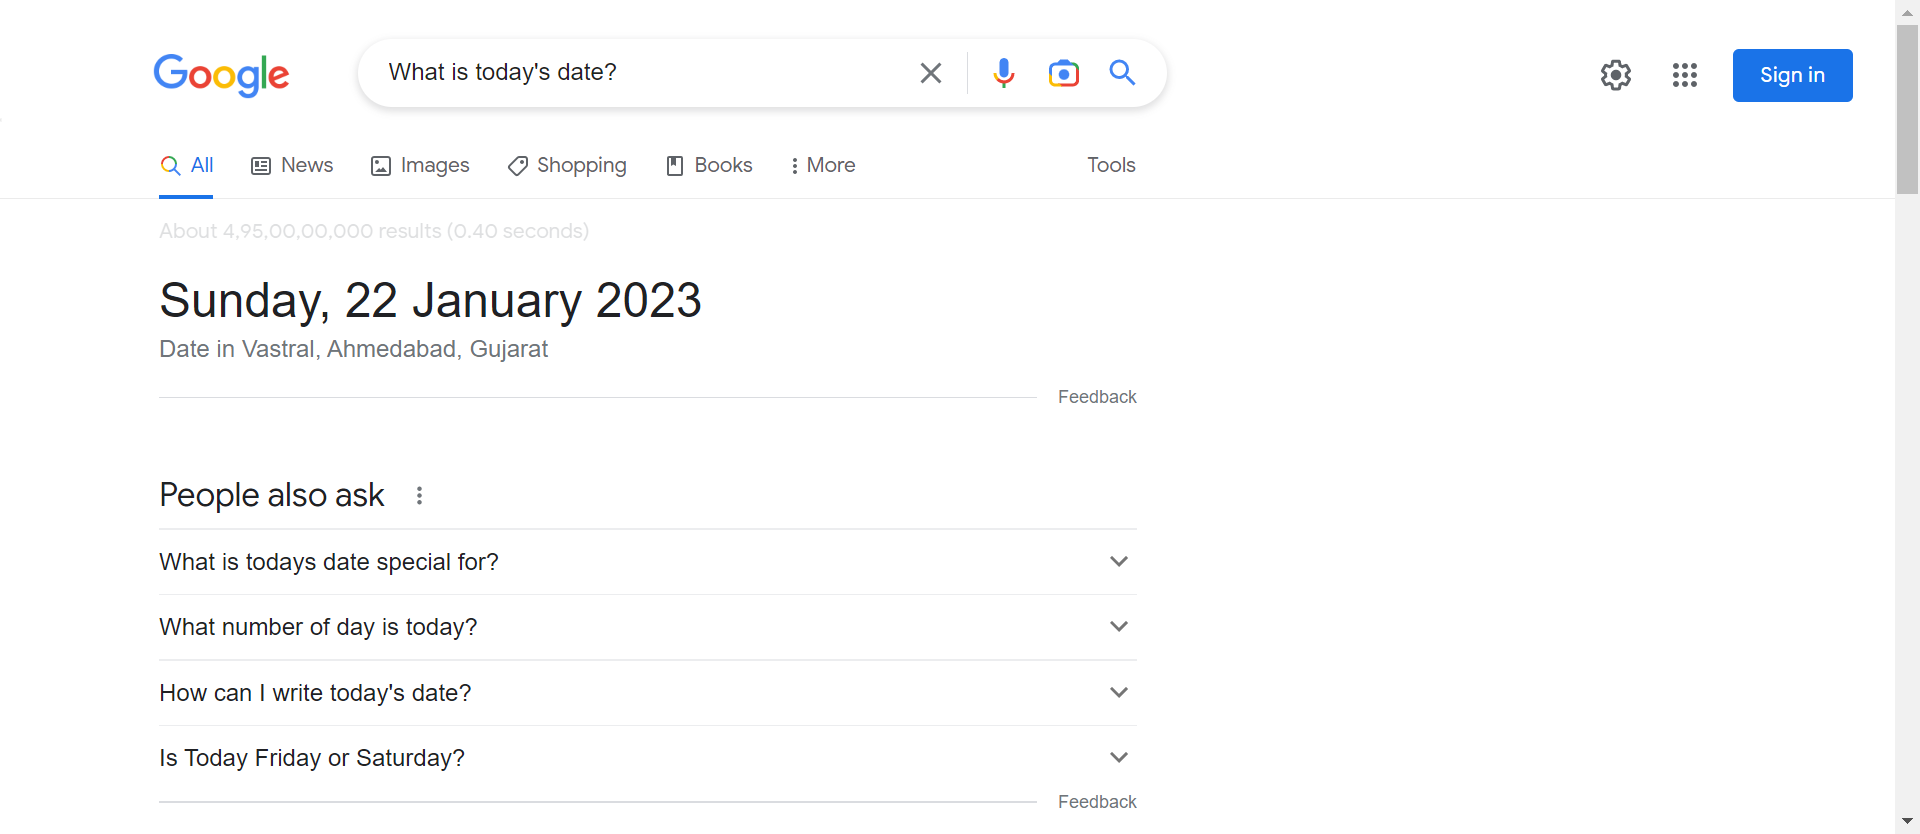 Google
What is today's date?
Sign in
All
News
Images
Shopping
Books
More
Tools
About 4,95,00,00,000 results (0.40 seconds)
Sunday, 22 January 2023
Date in Vastral, Ahmedabad, Gujarat
Feedback
People also ask
What is todays date special for?
What number of day is today?
How can I write today's date?
Is Today Friday or Saturday?
Feedback